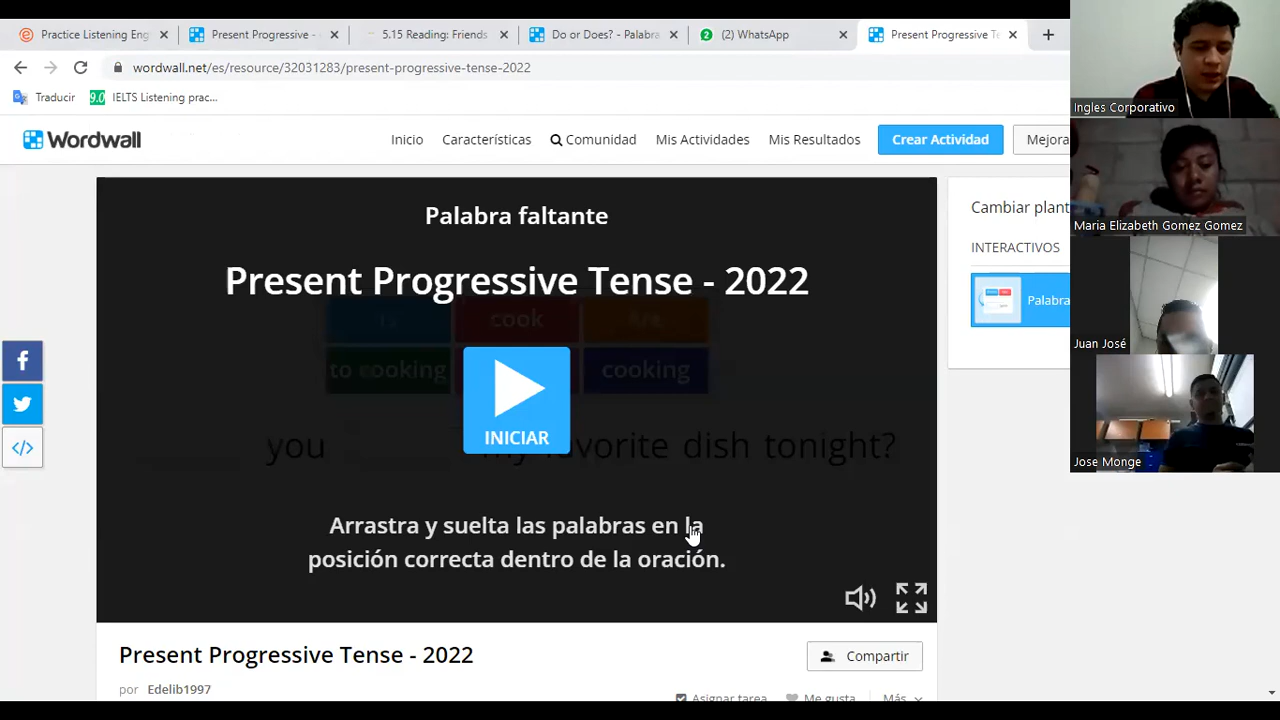 Practice Listening Eng
Present Progressive -
5.15 Reading: Friends
Do or Does? - Palabra
(2) WhatsApp
Present Progressive Te
wordwall.net/es/resource/32031283/present-progressive-tense-2022
Traducir
9.0 IELTS Listening prac...
Wordwall
Inicio
Características
Comunidad
Mis Actividades
Mis Resultados
Crear Actividad
Mejora
Ingles Corporativo
Maria Elizabeth Gomez Gomez
Juan José
Jose Monge
Palabra faltante
Present Progressive Tense - 2022
is cook Are
to cooking cooking
INICIAR
you my favorite dish tonight?
Arrastra y suelta las palabras en la
posición correcta dentro de la oración.
Cambiar plant
INTERACTIVOS
Palabra
Present Progressive Tense - 2022
Compartir
por Edelib1997
Asignar tarea
Me gusta
Más